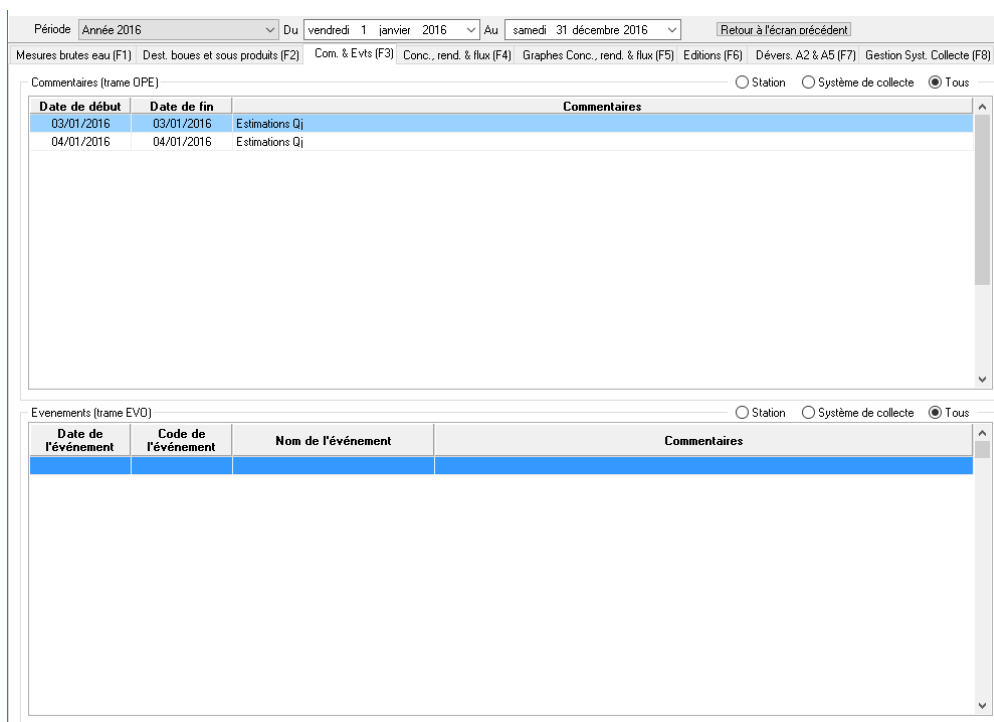 Période Année 2016 Du vendredi 1 janvier 2016 Au samedi 31 décembre 2016 Retour à l'écran précédent
Mesures brutes eau (F1) Dest. boues et sous produits (F2) Com. & Evts (F3) Conc., rend. & flux (F4) Graphes Conc., rend. & flux (F5) Editions (F6) Dévers. A2 & A5 (F7) Gestion Syst. Collecte (F8)
Commentaires (trame OPE) Station Système de collecte Tous
Date de début Date de fin Commentaires
03/01/2016 03/01/2016 Estimations Qj
04/01/2016 04/01/2016 Estimations Qj
Evenements (trame EVO) Station Système de collecte Tous
Date de l'événement Code de l'événement Nom de l'événement Commentaires